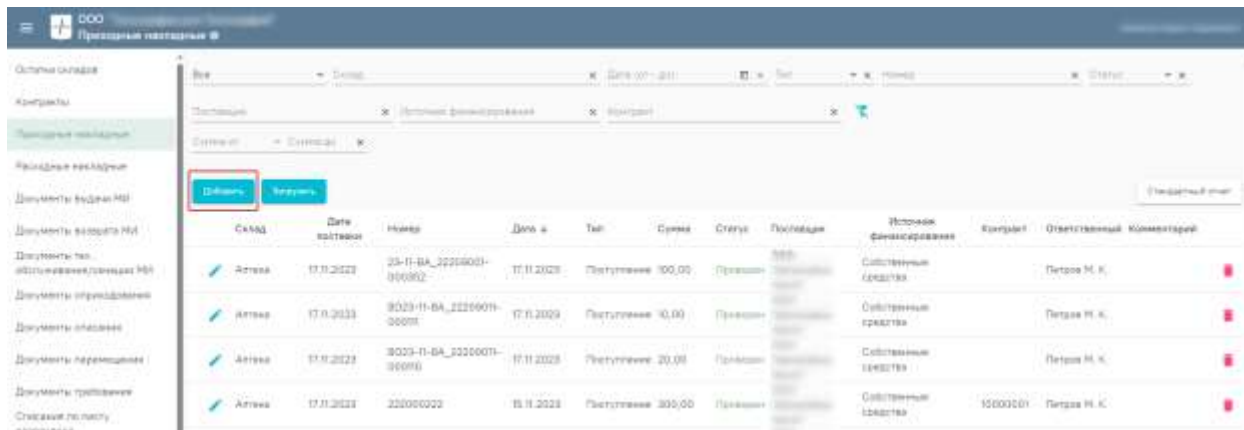 ООО
Приходные накладные
Остатки складов
Контракты
Приходные накладные
Расходные накладные
Документы выдачи МИ
Документы возврата МИ
Документы тех.
обслуживания/поверки МИ
Документы оприходования
Документы списания
Документы перемещения
Документы требования
Списания по листу
Все Склад Дата (от - до) Тип Номер Статус
Поставщик Источник финансирования Контракт
Сумма от Сумма до
Добавить Загрузить Стандартный отчет
Склад Дата поставки Номер Дата Тип Сумма Статус Поставщик Источник финансирования Контракт Ответственный Комментарий
Аптека 17.11.2023 Поступление 100,00 Проведен Собственные средства Петров М. К.
Аптека 17.11.2023 17.11.2023 Поступление 10,00 Проведен Собственные средства Петров М. К.
Аптека 17.11.2023 17.11.2023 Поступление 20,00 Проведен Собственные средства Петров М. К.
Аптека 17.11.2023 222000222 15.11.2023 Поступление 300,00 Проведен Собственные средства 10000001 Петров М. К.